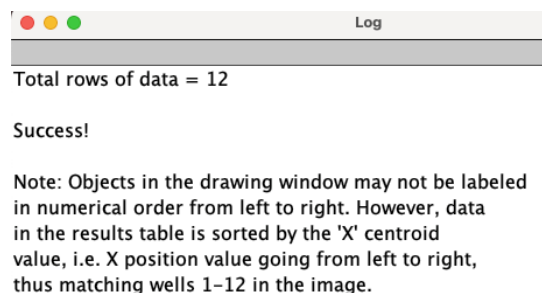 Log
Total rows of data = 12
Success!
Note: Objects in the drawing window may not be labeled
in numerical order from left to right. However, data
in the results table is sorted by the 'X' centroid
value, i.e. X position value going from left to right,
thus matching wells 1-12 in the image.